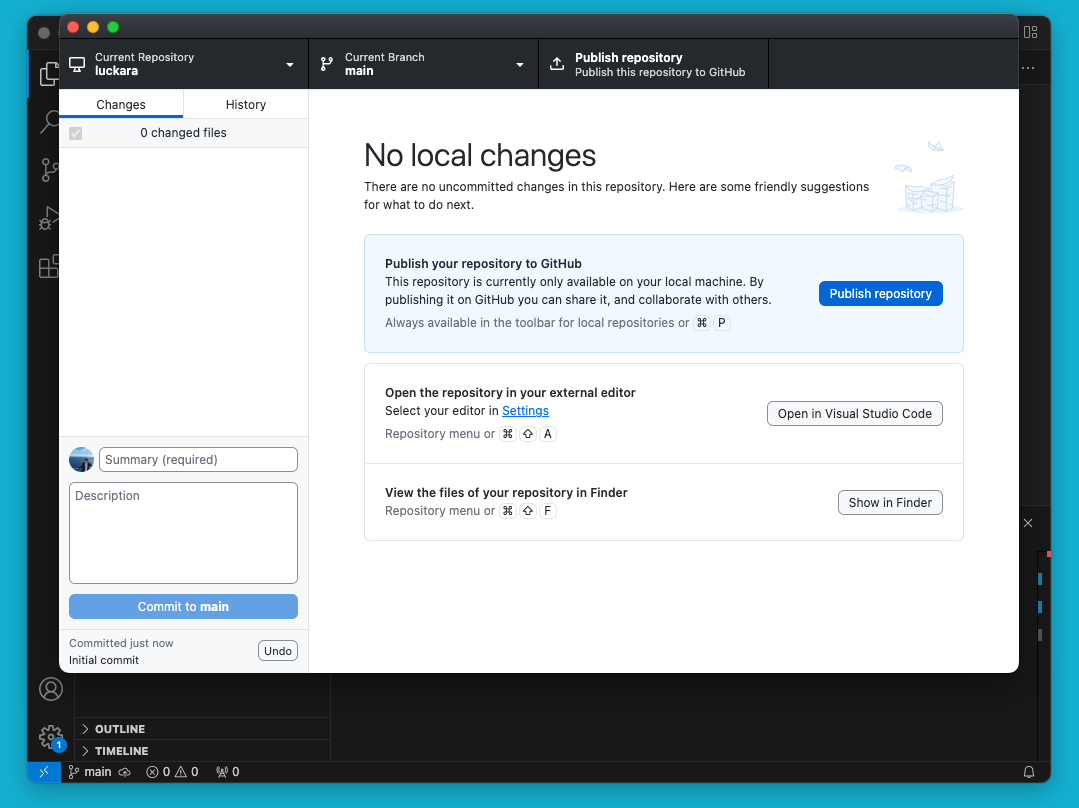 Current Repository
luckara
Current Branch
main
Publish repository
Publish this repository to GitHub
Changes
History
0 changed files
No local changes
There are no uncommitted changes in this repository. Here are some friendly suggestions
for what to do next.
Publish your repository to GitHub
This repository is currently only available on your local machine. By
publishing it on GitHub you can share it, and collaborate with others.
Always available in the toolbar for local repositories or ⌘ P
Publish repository
Open the repository in your external editor
Select your editor in Settings
Repository menu or ⌘ ⇧ A
Open in Visual Studio Code
View the files of your repository in Finder
Repository menu or ⌘ ⇧ F
Show in Finder
Summary (required)
Description
Commit to main
Committed just now
Initial commit
Undo
OUTLINE
TIMELINE
1
main
0 0
0